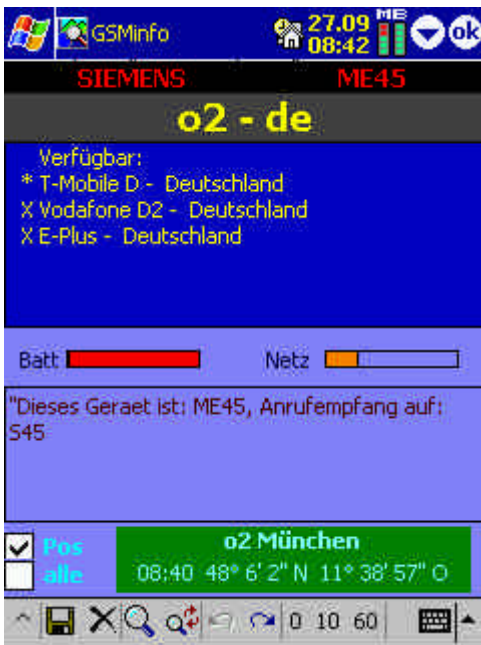 GSMinfo 27.09 ME
08:42 ok
SIEMENS ME45
o2 - de
Verfügbar:
* T-Mobile D - Deutschland
X Vodafone D2 - Deutschland
X E-Plus - Deutschland
Batt Netz
"Dieses Geraet ist: ME45, Anrufempfang auf:
S45
Pos
alle
o2 München
08:40 48° 6' 2" N 11° 38' 57" O
0 10 60